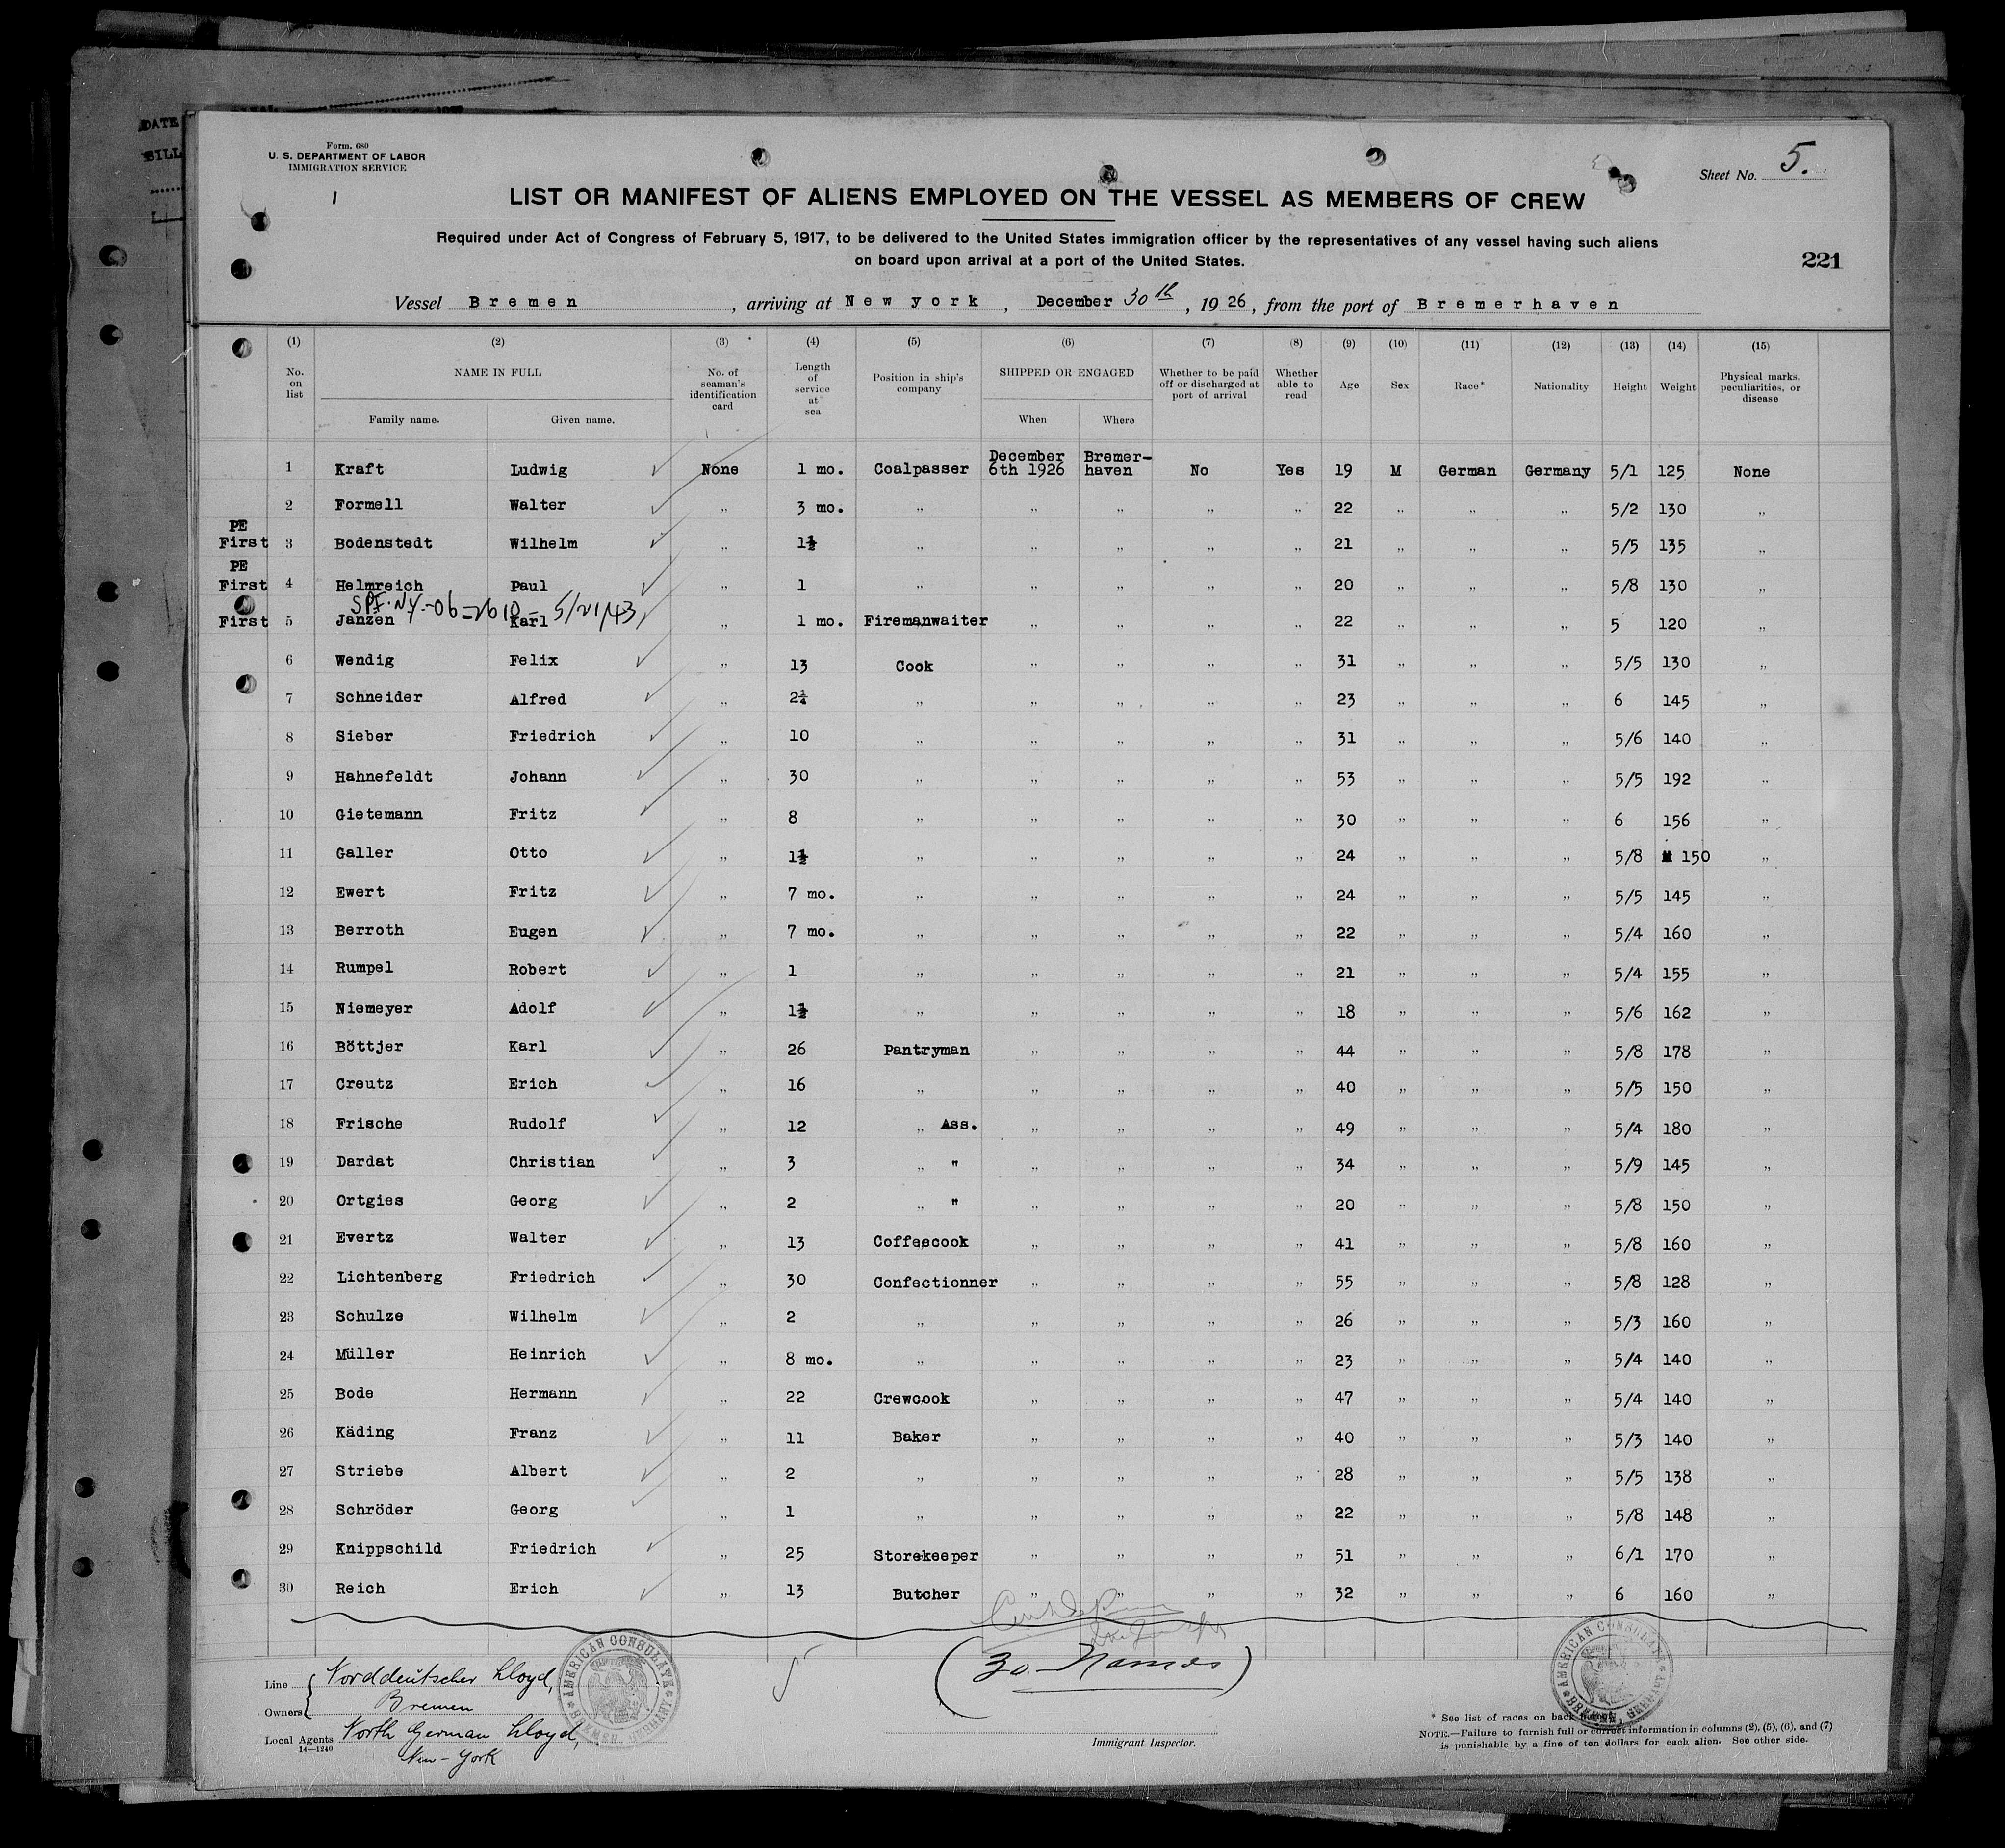 DATE
BILL
Form. 680
U. S. DEPARTMENT OF LABOR
IMMIGRATION SERVICE
1
Sheet No. 5.
LIST OR MANIFEST OF ALIENS EMPLOYED ON THE VESSEL AS MEMBERS OF CREW
Required under Act of Congress of February 5, 1917, to be delivered to the United States immigration officer by the representatives of any vessel having such aliens
on board upon arrival at a port of the United States.
221
Vessel Bremen, arriving at New york, December 30th, 1926, from the port of Bremerhaven
(1) (2) (3) (4) (5) (6) (7) (8) (9) (10) (11) (12) (13) (14) (15)
No. on list NAME IN FULL Family name. Given name. No. of seaman's identification card Length of service at sea Position in ship's company SHIPPED OR ENGAGED When Where Whether to be paid off or discharged at port of arrival Whether able to read Age Sex Race* Nationality Height Weight Physical marks, peculiarities, or disease
1 Kraft Ludwig None 1 mo. Coalpasser December 6th 1926 Bremer-haven No Yes 19 M German Germany 5/1 125 None
2 Formell Walter „ 3 mo. „ „ „ „ „ 22 „ „ „ 5/2 130 „
PE First 3 Bodenstedt Wilhelm „ 1½ „ „ „ „ „ 21 „ „ „ 5/5 135 „
PE First 4 Helmreich Paul „ 1 „ „ „ „ „ 20 „ „ „ 5/8 130 „
SPF. NY.-06-2610- 5/21/43
First 5 Janzen Karl „ 1 mo. Firemanwaiter „ „ „ „ 22 „ „ „ 5 120 „
6 Wendig Felix „ 13 Cook „ „ „ „ 31 „ „ „ 5/5 130 „
7 Schneider Alfred „ 2¼ „ „ „ „ „ 23 „ „ „ 6 145 „
8 Sieber Friedrich „ 10 „ „ „ „ „ 31 „ „ „ 5/6 140 „
9 Hahnefeldt Johann „ 30 „ „ „ „ „ 53 „ „ „ 5/5 192 „
10 Gietemann Fritz „ 8 „ „ „ „ „ 30 „ „ „ 6 156 „
11 Galler Otto „ 1½ „ „ „ „ „ 24 „ „ „ 5/8 150 „
12 Ewert Fritz „ 7 mo. „ „ „ „ „ 24 „ „ „ 5/5 145 „
13 Berroth Eugen „ 7 mo. „ „ „ „ „ 22 „ „ „ 5/4 160 „
14 Rumpel Robert „ 1 „ „ „ „ „ 21 „ „ „ 5/4 155 „
15 Niemeyer Adolf „ 1½ „ „ „ „ „ 18 „ „ „ 5/6 162 „
16 Böttjer Karl „ 26 Pantryman „ „ „ „ 44 „ „ „ 5/8 178 „
17 Creutz Erich „ 16 „ „ „ „ „ 40 „ „ „ 5/5 150 „
18 Frische Rudolf „ 12 „ Ass. „ „ „ „ 49 „ „ „ 5/4 180 „
19 Dardat Christian „ 3 „ " „ „ „ „ 34 „ „ „ 5/9 145 „
20 Ortgies Georg „ 2 „ " „ „ „ „ 20 „ „ „ 5/8 150 „
21 Evertz Walter „ 13 Coffeecook „ „ „ „ 41 „ „ „ 5/8 160 „
22 Lichtenberg Friedrich „ 30 Confectionner „ „ „ „ 55 „ „ „ 5/8 128 „
23 Schulze Wilhelm „ 2 „ „ „ „ „ 26 „ „ „ 5/3 160 „
24 Müller Heinrich „ 8 mo. „ „ „ „ „ 23 „ „ „ 5/4 140 „
25 Bode Hermann „ 22 Crewcook „ „ „ „ 47 „ „ „ 5/4 140 „
26 Käding Franz „ 11 Baker „ „ „ „ 40 „ „ „ 5/3 140 „
27 Striebe Albert „ 2 „ „ „ „ „ 28 „ „ „ 5/5 138 „
28 Schröder Georg „ 1 „ „ „ „ „ 22 „ „ „ 5/8 148 „
29 Knippschild Friedrich „ 25 Storekeeper „ „ „ „ 51 „ „ „ 6/1 170 „
30 Reich Erich „ 13 Butcher „ „ „ „ 32 „ „ „ 6 160 „
(30 Names)
Line Norddeutscher Lloyd,
Owners Bremen
Local Agents North German Lloyd,
14—1240 New-York
AMERICAN CONSULATE BREMEN, GERMANY
AMERICAN CONSULATE BREMEN, GERMANY
Immigrant Inspector.
* See list of races on back hereof.
NOTE.—Failure to furnish full or correct information in columns (2), (5), (6), and (7)
is punishable by a fine of ten dollars for each alien. See other side.